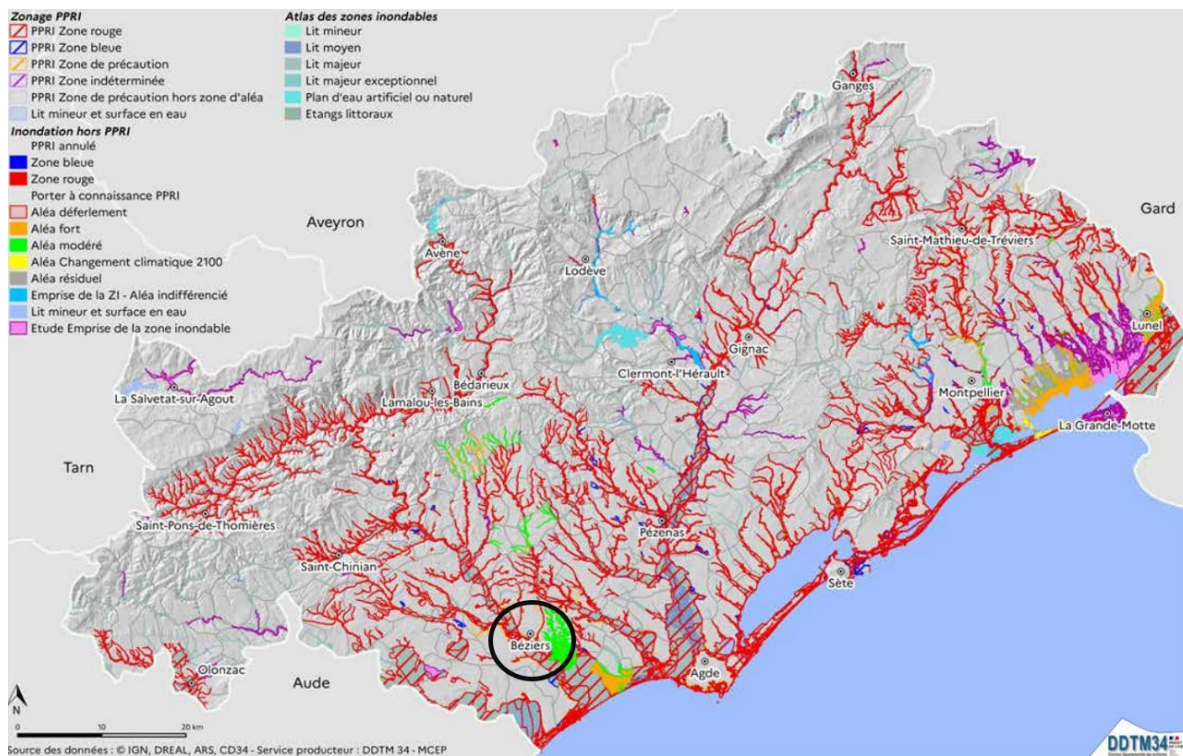 Zonage PPRI
PPRI Zone rouge
PPRI Zone bleue
PPRI Zone de précaution
PPRI Zone indéterminée
PPRI Zone de précaution hors zone d'aléa
Lit mineur et surface en eau
Inondation hors PPRI
PPRI annulé
Zone bleue
Zone rouge
Porter à connaissance PPRI
Aléa déferlement
Aléa fort
Aléa modéré
Aléa Changement climatique 2100
Aléa résiduel
Emprise de la ZI - Aléa indifférencié
Lit mineur et surface en eau
Etude Emprise de la zone inondable
Atlas des zones inondables
Lit mineur
Lit moyen
Lit majeur
Lit majeur exceptionnel
Plan d'eau artificiel ou naturel
Etangs littoraux
Ganges
Aveyron
Gard
Saint-Mathieu-de-Tréviers
Avène
Lodève
Lunel
Gignac
Clermont-l'Hérault
Bédarieux
La Salvetat-sur-Agout
Lamalou-les-Bains
Montpellier
La Grande-Motte
Tarn
Saint-Pons-de-Thomières
Pézenas
Saint-Chinian
Sète
Béziers
Agde
Olonzac
Aude
N
0 10 20 km
Source des données : © IGN, DREAL, ARS, CD34 - Service producteur : DDTM 34 - MCEP
DDTM34